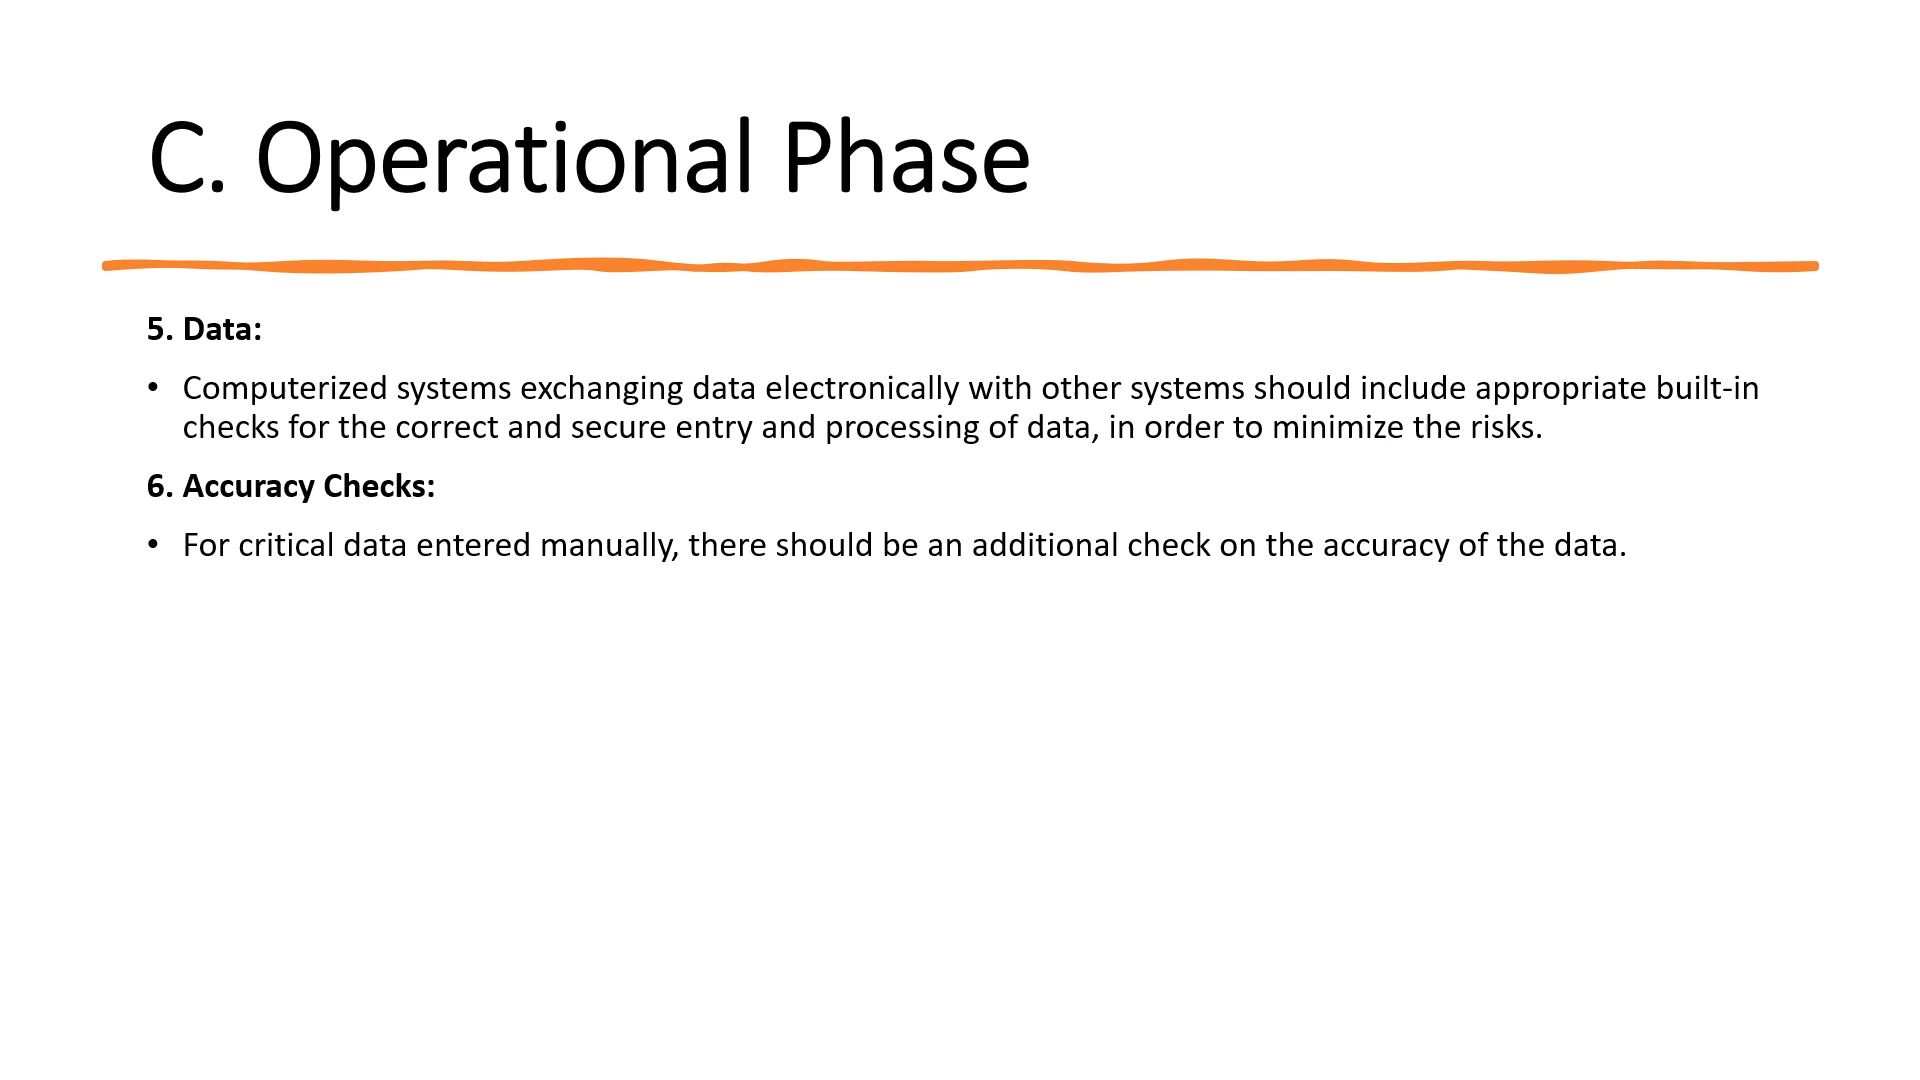 C. Operational Phase
5. Data:
• Computerized systems exchanging data electronically with other systems should include appropriate built-in
checks for the correct and secure entry and processing of data, in order to minimize the risks.
6. Accuracy Checks:
• For critical data entered manually, there should be an additional check on the accuracy of the data.